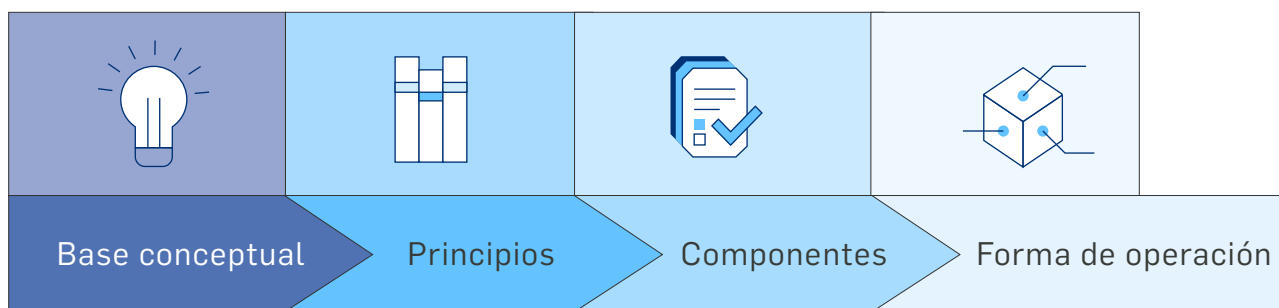 Base conceptual
Principios
Componentes
Forma de operación